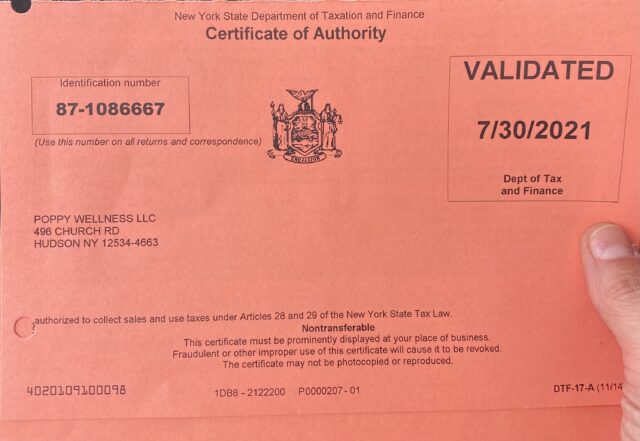 New York State Department of Taxation and Finance
Certificate of Authority
Identification number
87-1086667
(Use this number on all returns and correspondence)
VALIDATED
7/30/2021
Dept of Tax
and Finance
EXCELSIOR
POPPY WELLNESS LLC
496 CHURCH RD
HUDSON NY 12534-4663
authorized to collect sales and use taxes under Articles 28 and 29 of the New York State Tax Law.
Nontransferable
This certificate must be prominently displayed at your place of business.
Fraudulent or other improper use of this certificate will cause it to be revoked.
The certificate may not be photocopied or reproduced.
4020109100098
1DB8 - 2122200 P0000207 - 01
DTF-17-A (11/14